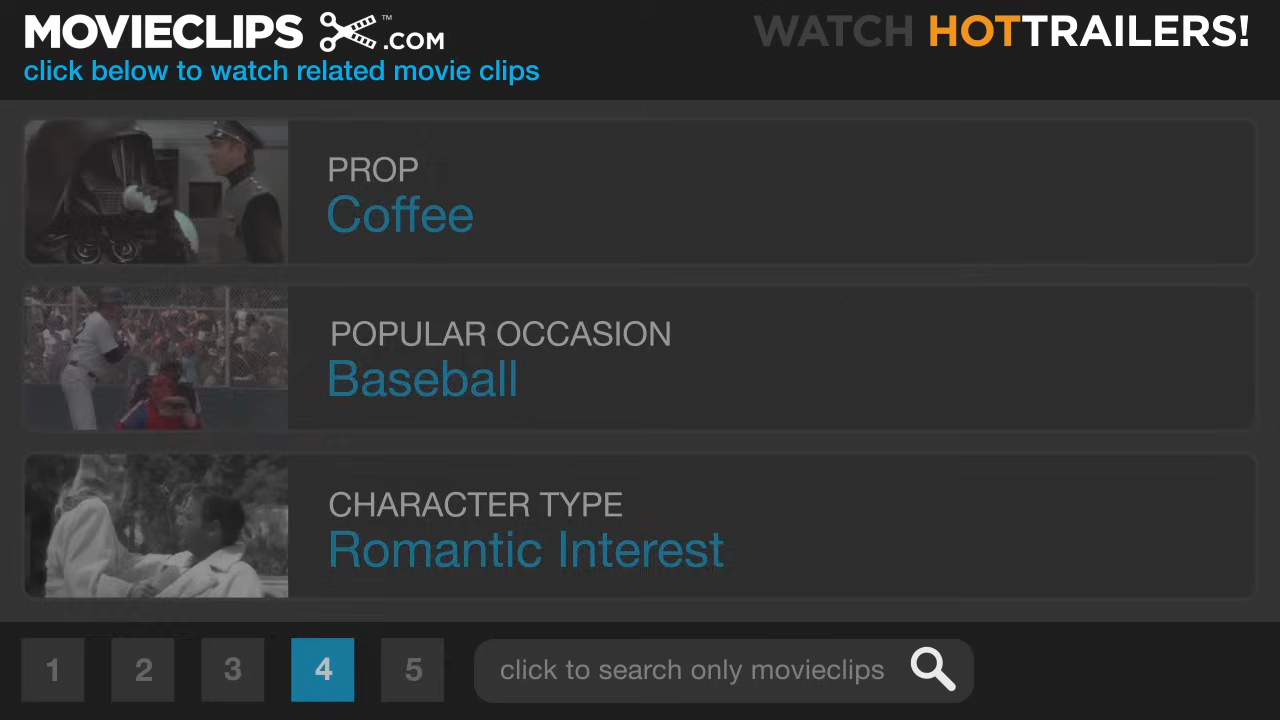 MOVIECLIPS ™ .COM
WATCH HOTTRAILERS!
click below to watch related movie clips
PROP
Coffee
POPULAR OCCASION
Baseball
CHARACTER TYPE
Romantic Interest
1 2 3 4 5
click to search only movieclips